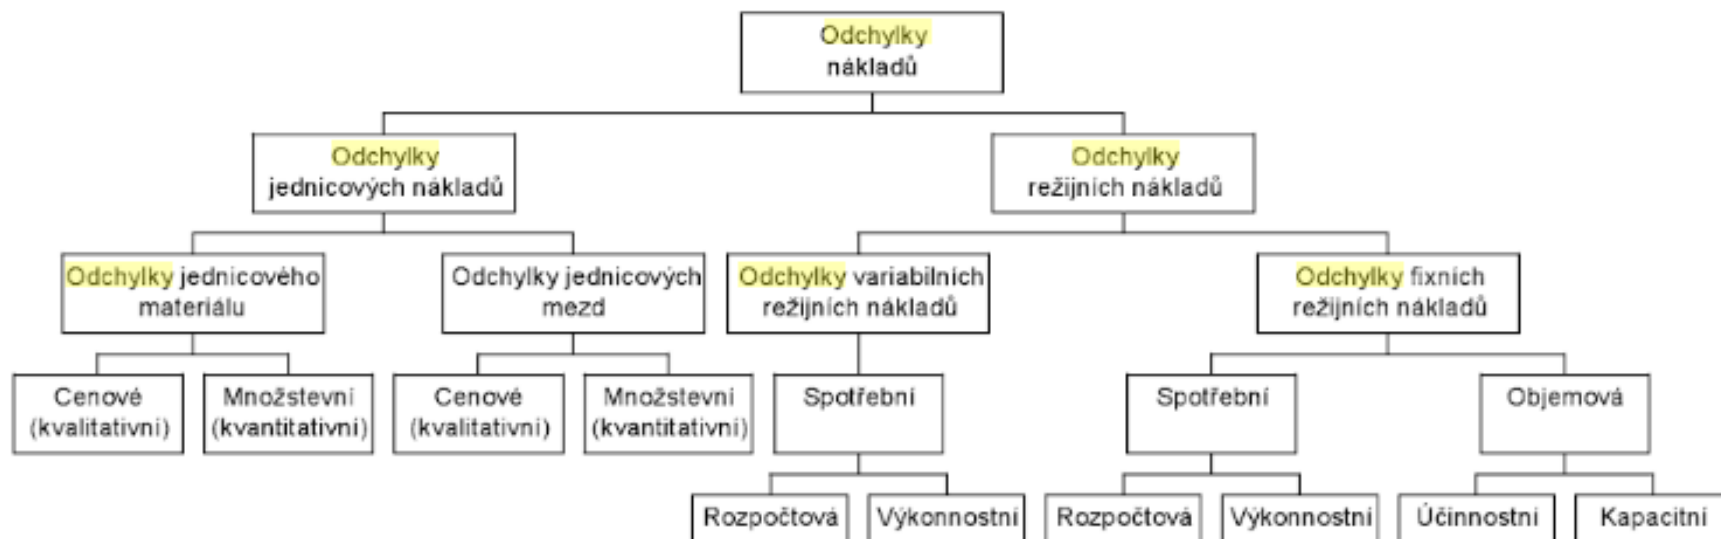 Odchylky
nákladů
Odchylky
jednicových nákladů
Odchylky
režijních nákladů
Odchylky jednicového
materiálu
Odchylky jednicových
mezd
Odchylky variabilních
režijních nákladů
Odchylky fixních
režijních nákladů
Cenové
(kvalitativní)
Množstevní
(kvantitativní)
Cenové
(kvalitativní)
Množstevní
(kvantitativní)
Spotřební
Spotřební
Objemová
Rozpočtová
Výkonnostní
Rozpočtová
Výkonnostní
Účinnostní
Kapacitní